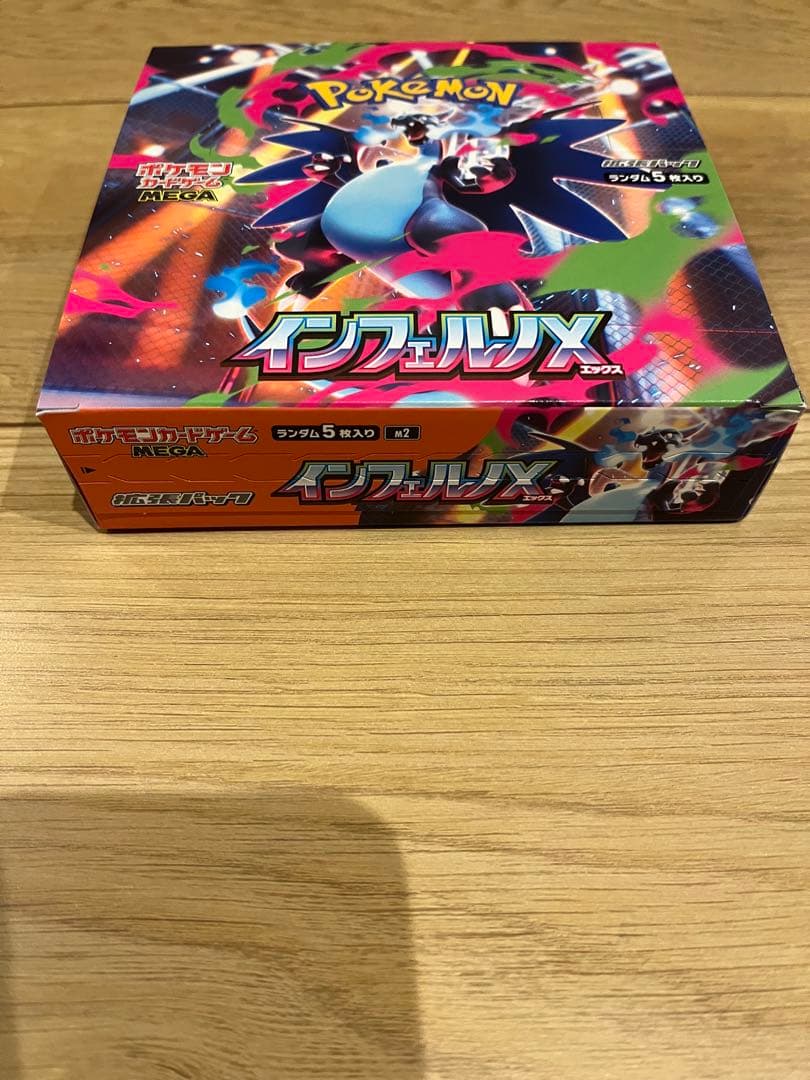 POKÉMON
ポケモン
カードゲーム
MEGA
拡張パック
ランダム5枚入り
インフェルノX
エックス
ポケモンカードゲーム
MEGA
ランダム5枚入り
M2
拡張パック
インフェルノX
エックス